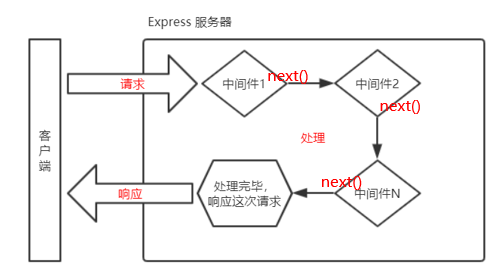 Express 服务器
客户端
请求
中间件1
next()
中间件2
next()
处理
next()
中间件N
处理完毕，
响应这次请求
响应